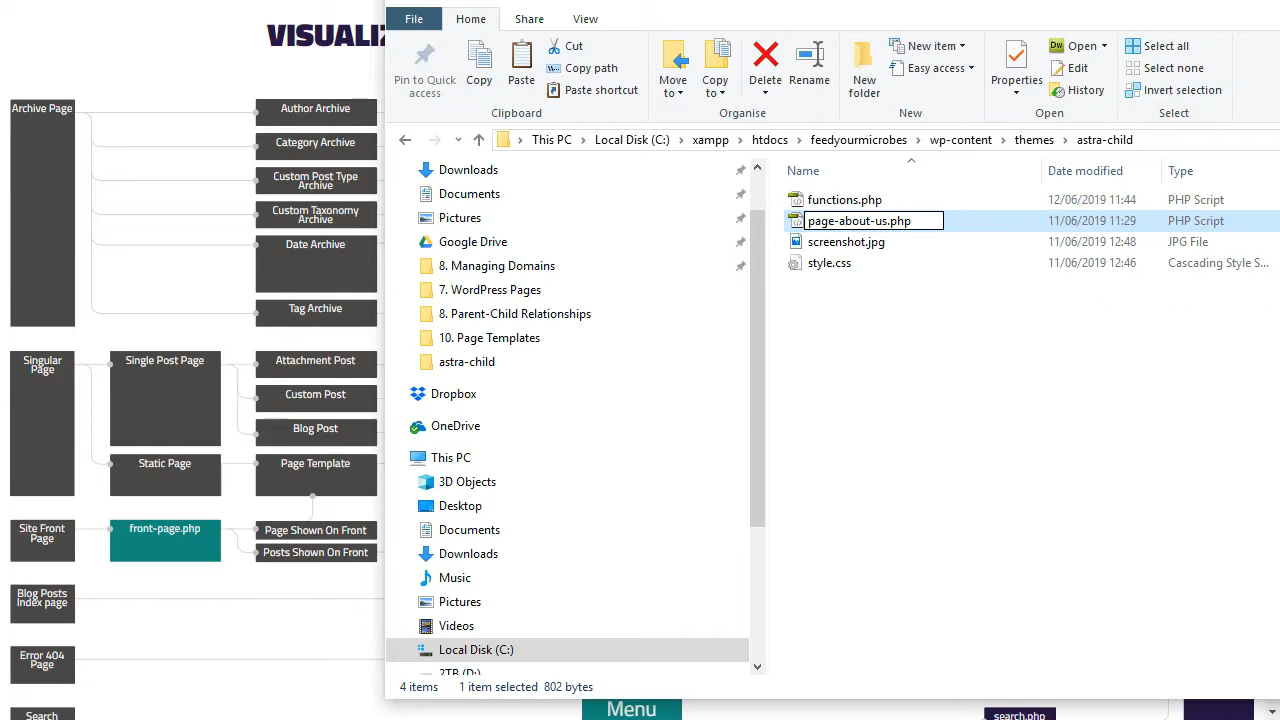 VISUALIZ
Archive Page
Author Archive
Category Archive
Custom Post Type
Archive
Custom Taxonomy
Archive
Date Archive
Tag Archive
Singular
Page
Single Post Page
Attachment Post
Custom Post
Blog Post
Static Page
Page Template
Site Front
Page
front-page.php
Page Shown On Front
Posts Shown On Front
Blog Posts
Index page
Error 404
Page
Search
File
Home
Share
View
Pin to Quick
access
Copy
Paste
Cut
Copy path
Paste shortcut
Clipboard
Move
to
Copy
to
Delete
Rename
Organise
New
folder
New item
Easy access
New
Properties
Open
Edit
History
Open
Select all
Select none
Invert selection
Select
This PC
Local Disk (C:)
xampp
htdocs
feedyourmicrobes
wp-content
themes
astra-child
Downloads
Documents
Pictures
Google Drive
8. Managing Domains
7. WordPress Pages
8. Parent-Child Relationships
10. Page Templates
astra-child
Dropbox
OneDrive
This PC
3D Objects
Desktop
Documents
Downloads
Music
Pictures
Videos
Local Disk (C:)
2TB (D:)
Name Date modified Type
functions.php 12/06/2019 11:44 PHP Script
page-about-us.php 11/06/2019 11:29 PHP Script
screenshot.jpg 11/06/2019 12:48 JPG File
style.css 11/06/2019 12:46 Cascading Style S...
4 items 1 item selected 802 bytes
Menu
search.php